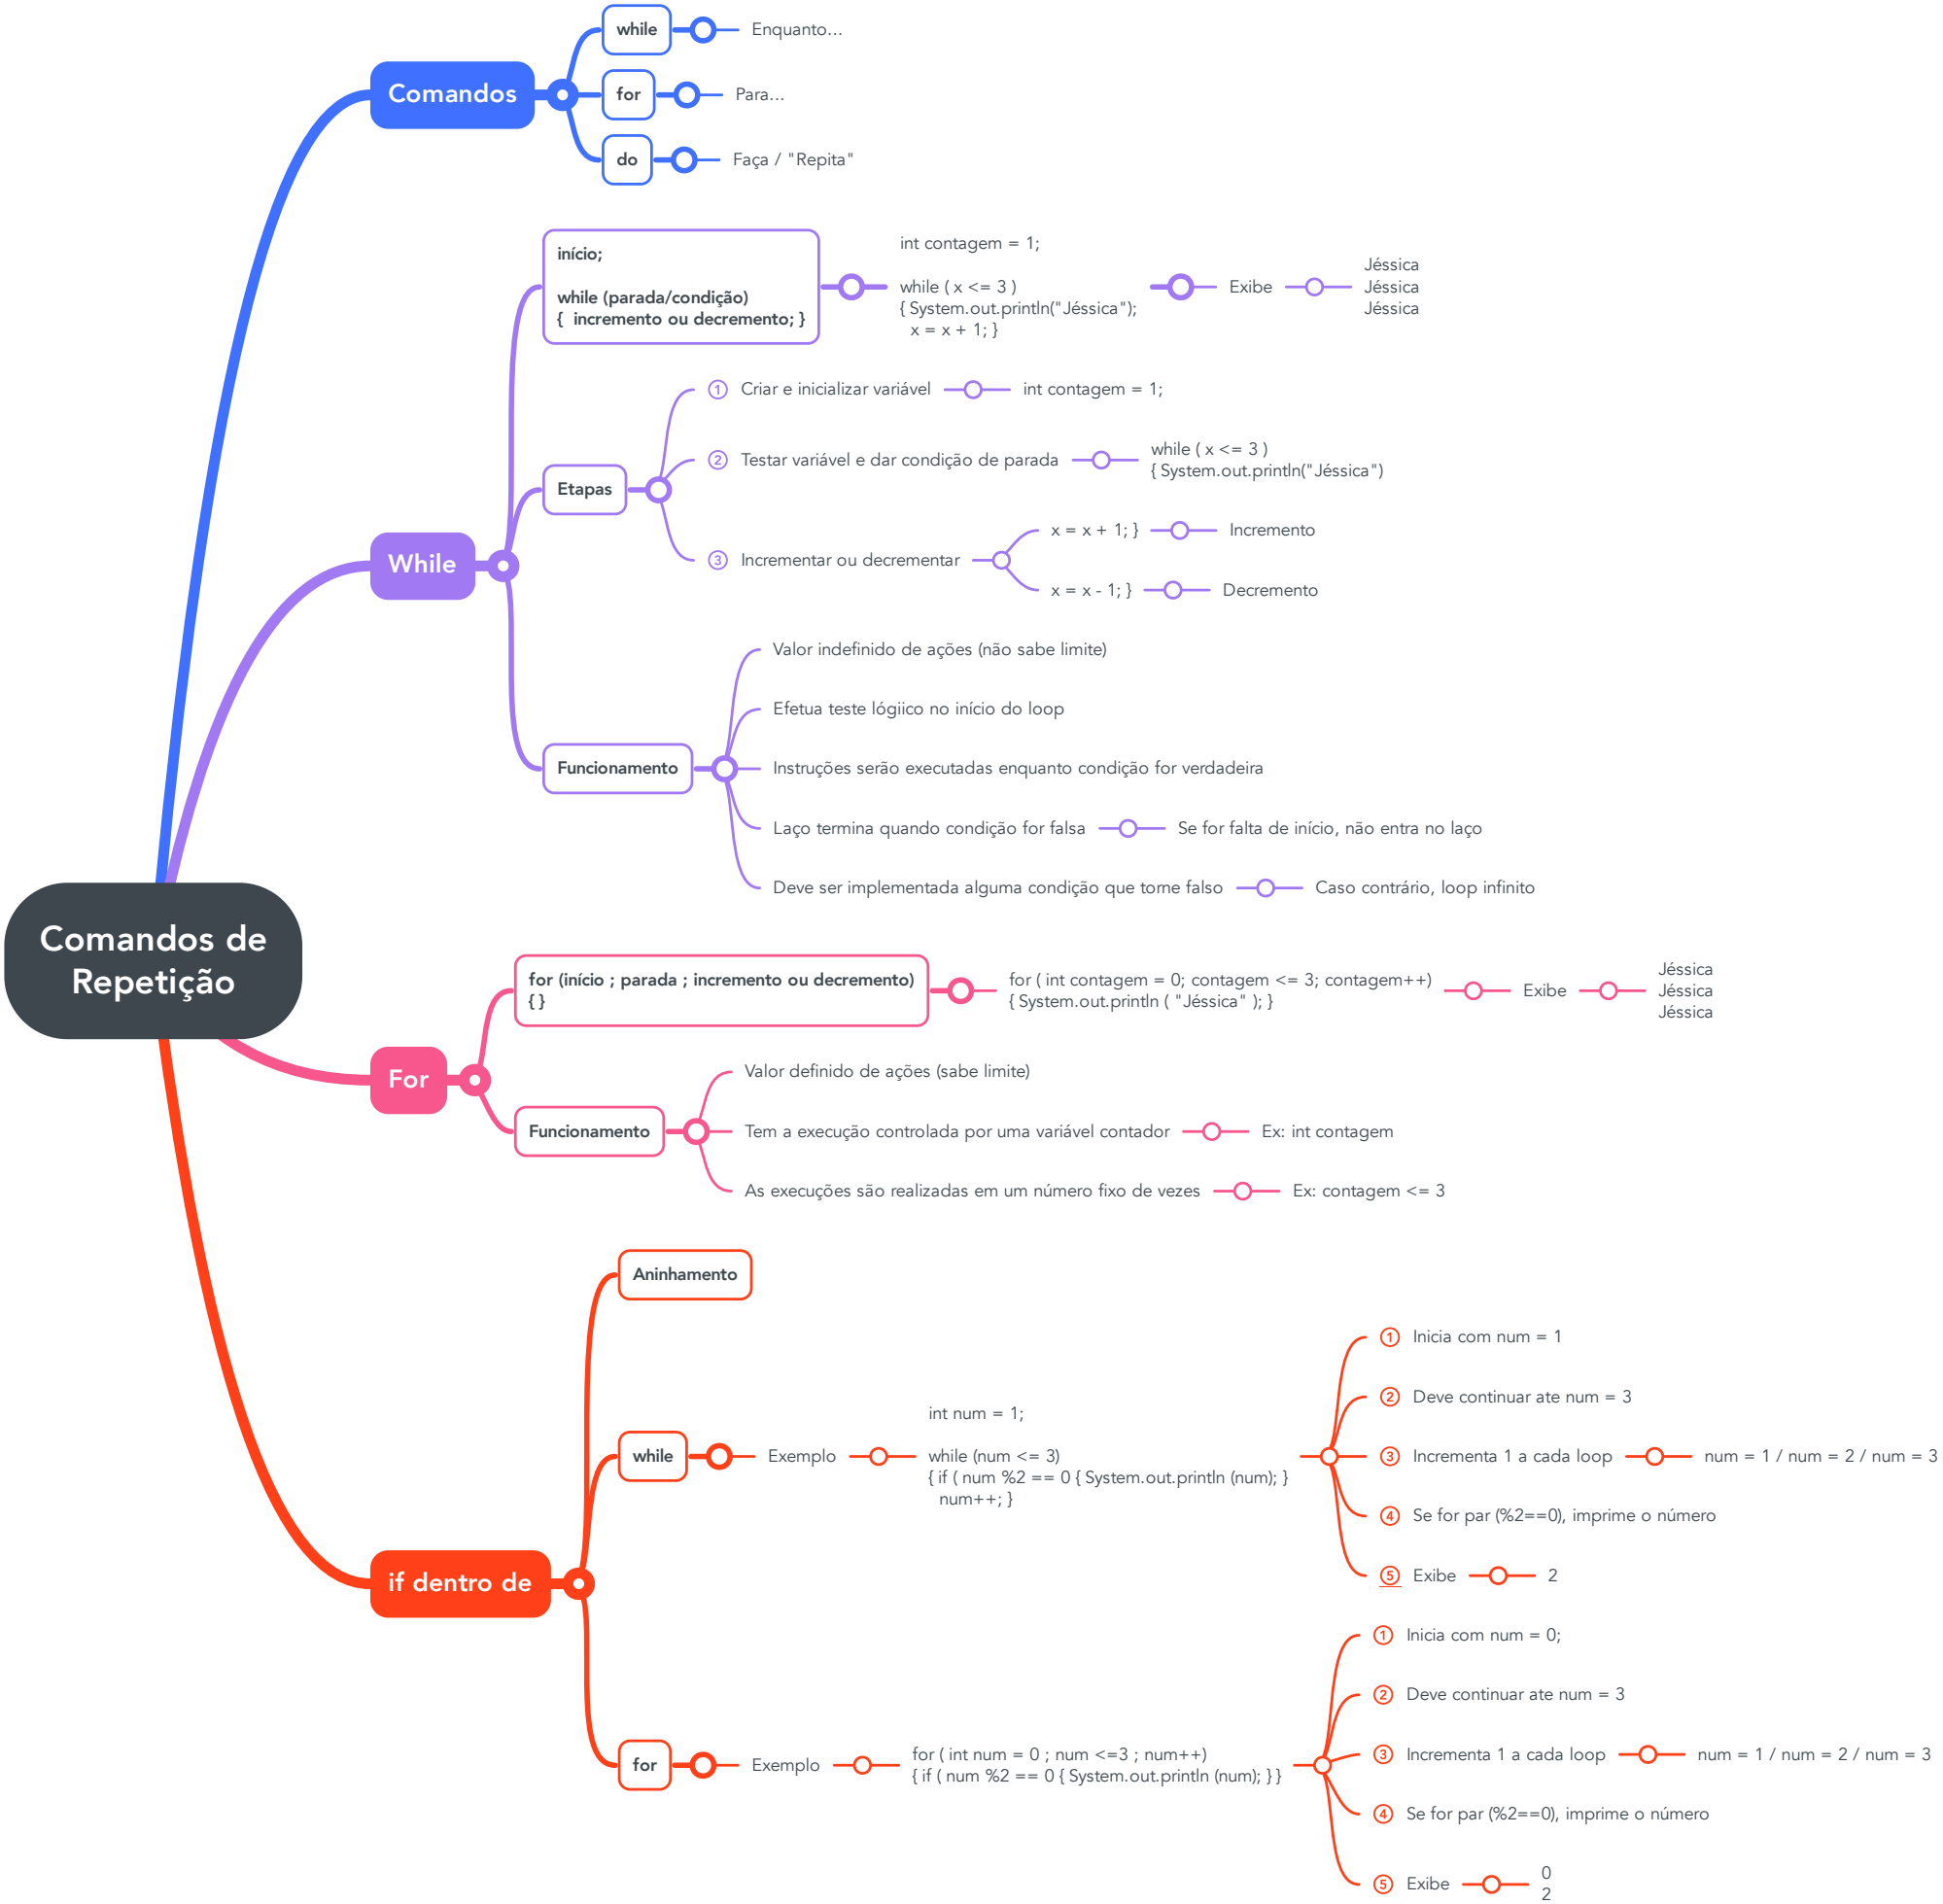 Comandos de
Repetição
Comandos
while
Enquanto...
for
Para...
do
Faça / "Repita"
While
início;
while (parada/condição)
{ incremento ou decremento; }
int contagem = 1;
while ( x <= 3 )
{ System.out.println("Jéssica");
x = x + 1; }
Exibe
Jéssica
Jéssica
Jéssica
Etapas
1 Criar e inicializar variável
int contagem = 1;
2 Testar variável e dar condição de parada
while ( x <= 3 )
{ System.out.println("Jéssica")
3 Incrementar ou decrementar
x = x + 1; }
Incremento
x = x - 1; }
Decremento
Funcionamento
Valor indefinido de ações (não sabe limite)
Efetua teste lógiico no início do loop
Instruções serão executadas enquanto condição for verdadeira
Laço termina quando condição for falsa
Se for falta de início, não entra no laço
Deve ser implementada alguma condição que torne falso
Caso contrário, loop infinito
For
for (início ; parada ; incremento ou decremento)
{ }
for ( int contagem = 0; contagem <= 3; contagem++)
{ System.out.println ( "Jéssica" ); }
Exibe
Jéssica
Jéssica
Jéssica
Funcionamento
Valor definido de ações (sabe limite)
Tem a execução controlada por uma variável contador
Ex: int contagem
As execuções são realizadas em um número fixo de vezes
Ex: contagem <= 3
if dentro de
Aninhamento
while
Exemplo
int num = 1;
while (num <= 3)
{ if ( num %2 == 0 { System.out.println (num); }
num++; }
1 Inicia com num = 1
2 Deve continuar ate num = 3
3 Incrementa 1 a cada loop
num = 1 / num = 2 / num = 3
4 Se for par (%2==0), imprime o número
5 Exibe
2
for
Exemplo
for ( int num = 0 ; num <=3 ; num++)
{ if ( num %2 == 0 { System.out.println (num); } }
1 Inicia com num = 0;
2 Deve continuar ate num = 3
3 Incrementa 1 a cada loop
num = 1 / num = 2 / num = 3
4 Se for par (%2==0), imprime o número
5 Exibe
0
2